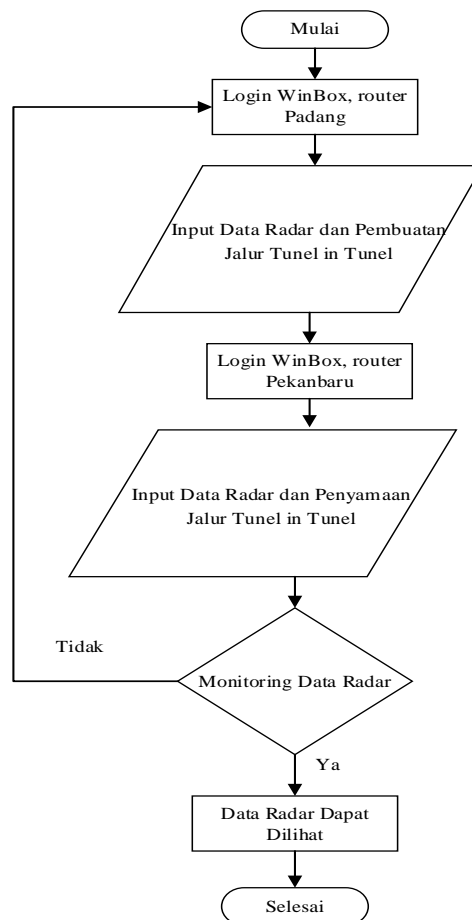 Mulai
Login WinBox, router
Padang
Input Data Radar dan Pembuatan
Jalur Tunel in Tunel
Login WinBox, router
Pekanbaru
Input Data Radar dan Penyamaan
Jalur Tunel in Tunel
Tidak
Monitoring Data Radar
Ya
Data Radar Dapat
Dilihat
Selesai